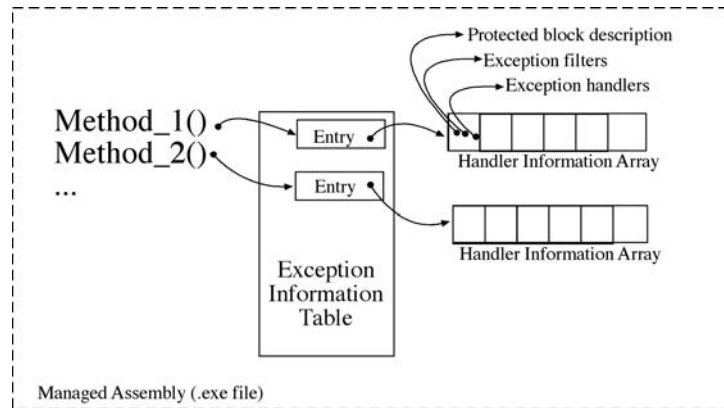 Protected block description
Exception filters
Exception handlers
Method_1()
Entry
Handler Information Array
Method_2()
Entry
...
Handler Information Array
Exception
Information
Table
Managed Assembly (.exe file)